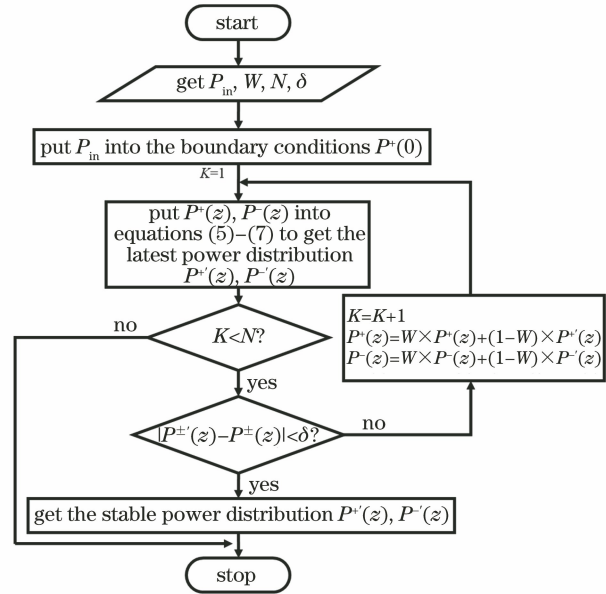 start
get P_in, W, N, δ
put P_in into the boundary conditions P⁺(0)
K=1
put P⁺(z), P⁻(z) into
equations (5)–(7) to get the
latest power distribution
P⁺′(z), P⁻′(z)
K<N?
no
yes
K=K+1
P⁺(z)=W×P⁺(z)+(1–W)×P⁺′(z)
P⁻(z)=W×P⁻(z)+(1–W)×P⁻′(z)
|P±′(z)–P±(z)|<δ?
no
yes
get the stable power distribution P⁺′(z), P⁻′(z)
stop